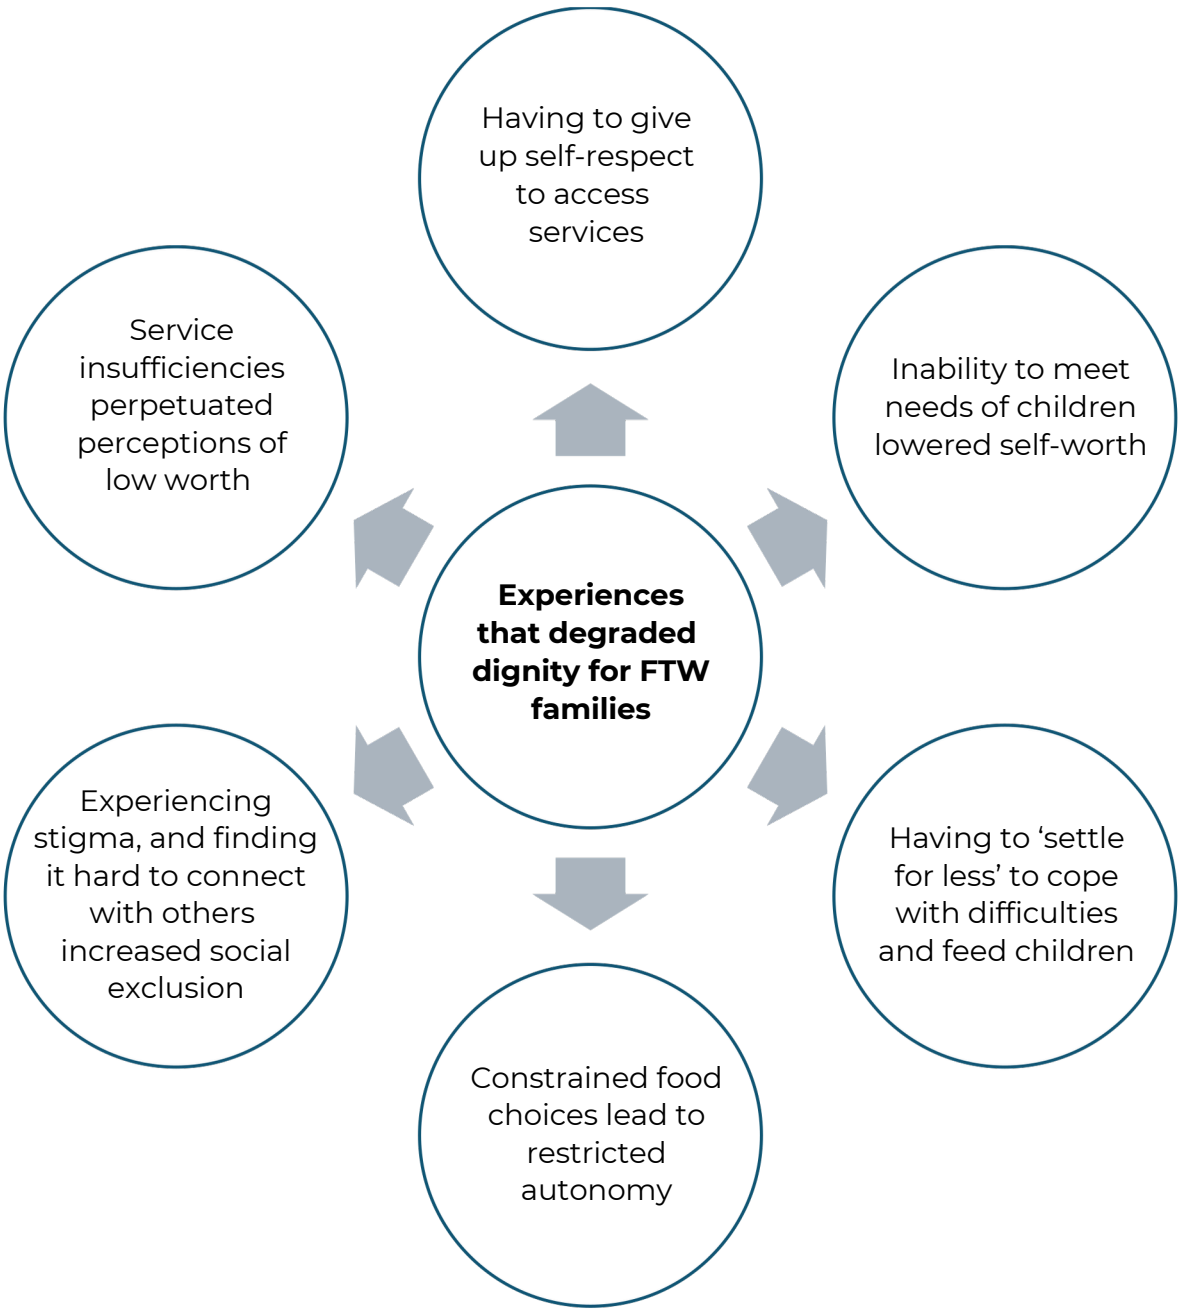 Having to give
up self-respect
to access
services
Service
insufficiencies
perpetuated
perceptions of
low worth
Inability to meet
needs of children
lowered self-worth
Experiences
that degraded
dignity for FTW
families
Experiencing
stigma, and finding
it hard to connect
with others
increased social
exclusion
Having to ‘settle
for less’ to cope
with difficulties
and feed children
Constrained food
choices lead to
restricted
autonomy